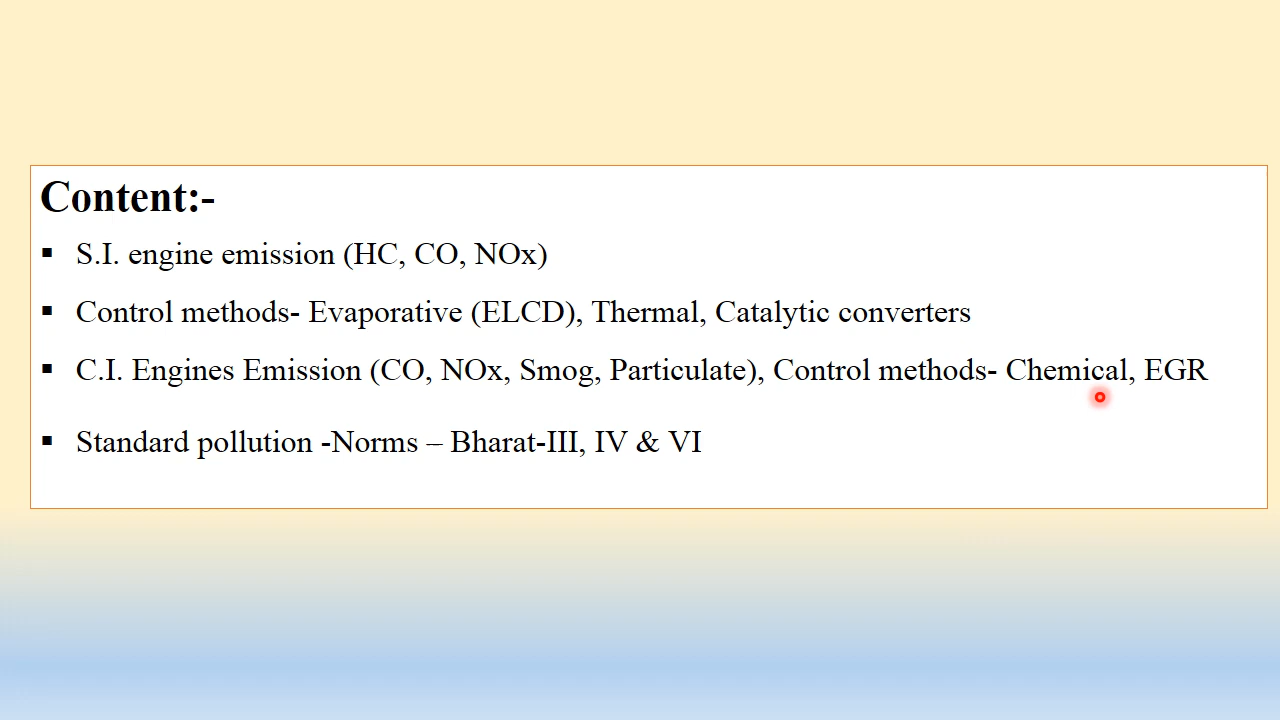 Content:-
▪ S.I. engine emission (HC, CO, NOx)
▪ Control methods- Evaporative (ELCD), Thermal, Catalytic converters
▪ C.I. Engines Emission (CO, NOx, Smog, Particulate), Control methods- Chemical, EGR
▪ Standard pollution -Norms – Bharat-III, IV & VI